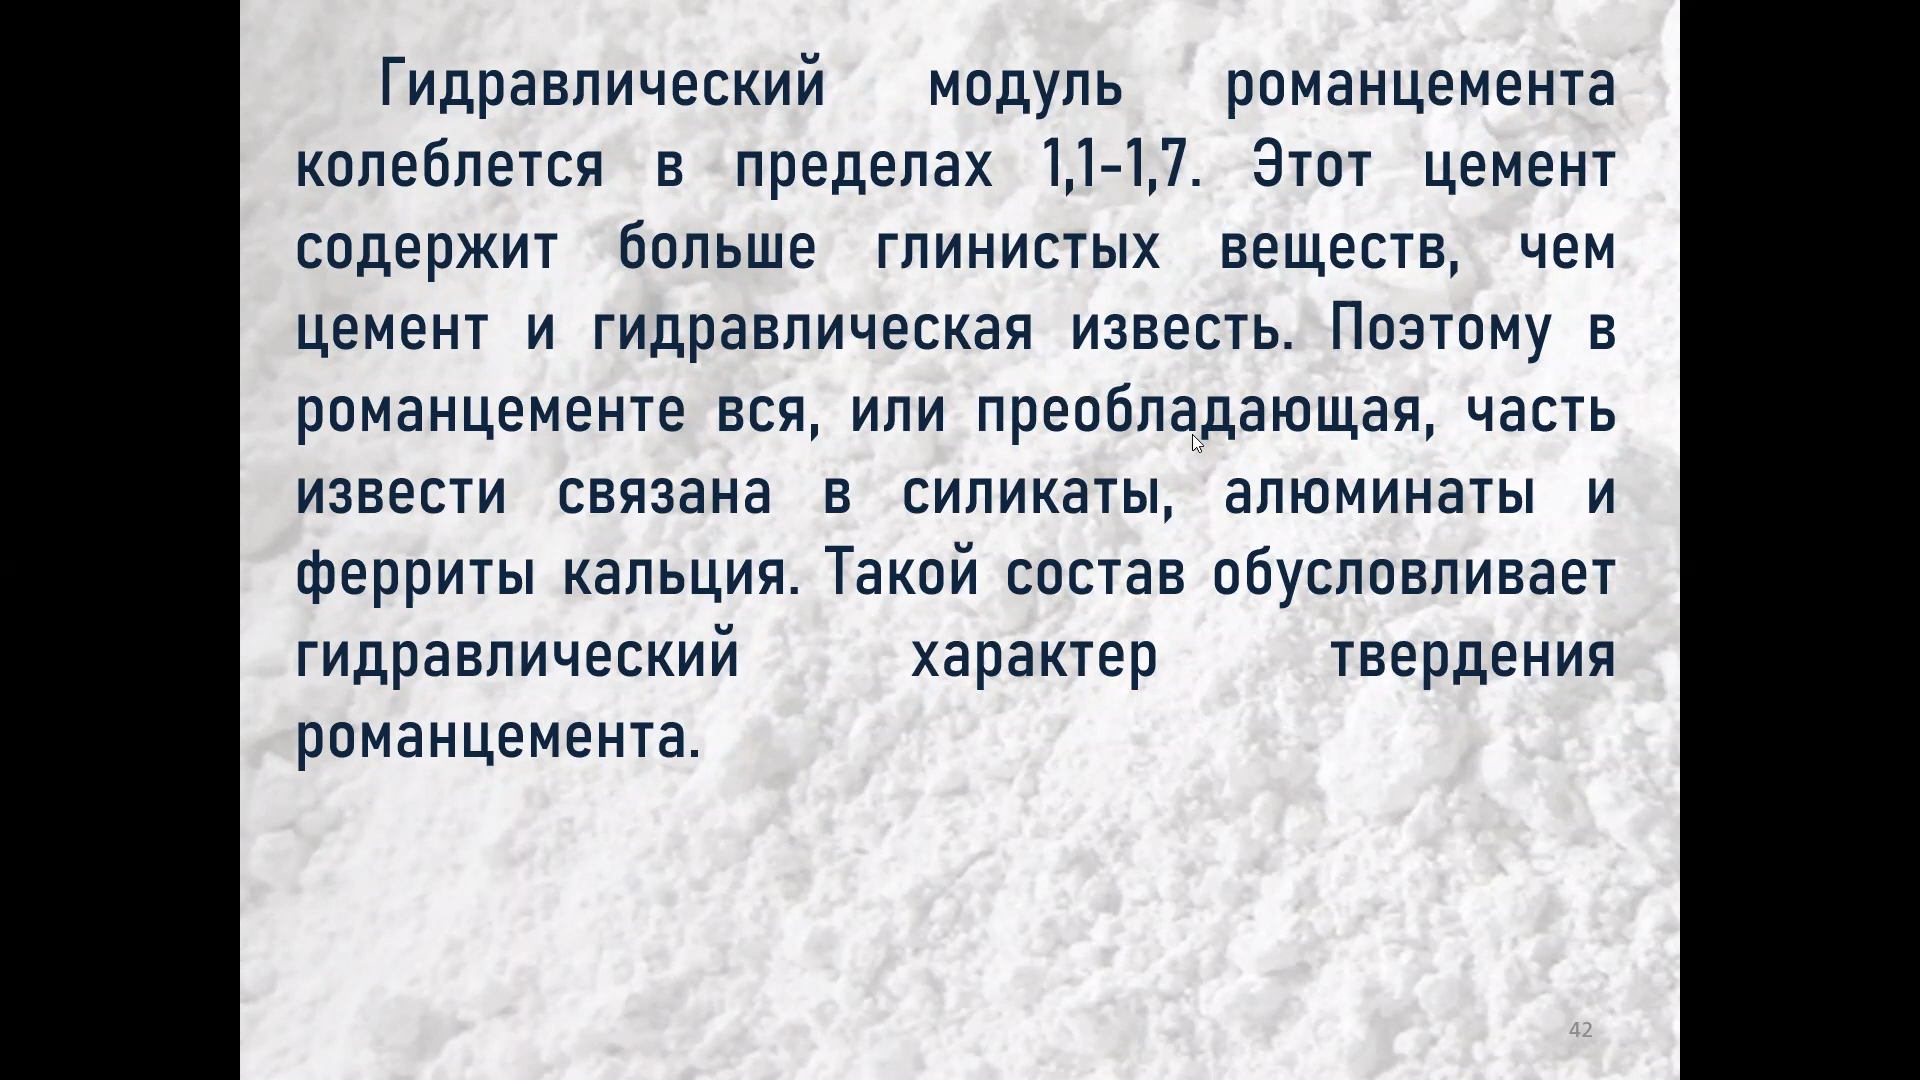 Гидравлический модуль романцемента
колеблется в пределах 1,1-1,7. Этот цемент
содержит больше глинистых веществ, чем
цемент и гидравлическая известь. Поэтому в
романцементе вся, или преобладающая, часть
извести связана в силикаты, алюминаты и
ферриты кальция. Такой состав обусловливает
гидравлический характер твердения
романцемента.
42